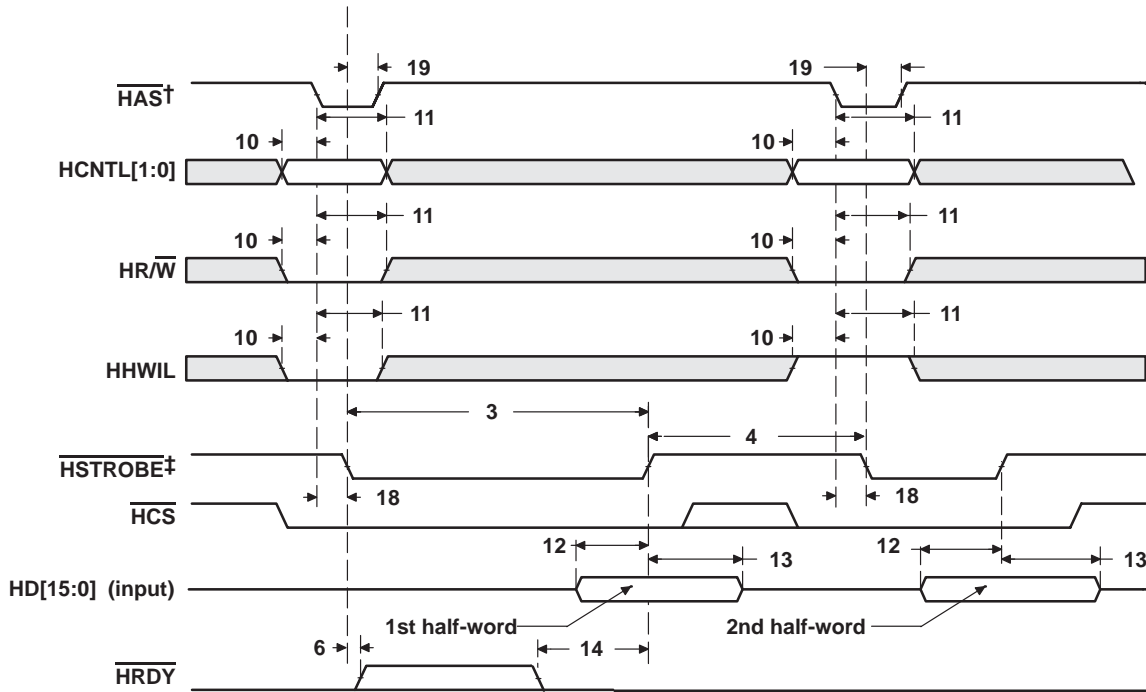 19
19
HAS†
11
11
10
10
HCNTL[1:0]
11
11
10
10
HR/W
11
11
10
10
HHWIL
3
4
HSTROBE‡
18
18
HCS
12
12
13
13
HD[15:0] (input)
1st half-word
2nd half-word
6
14
HRDY